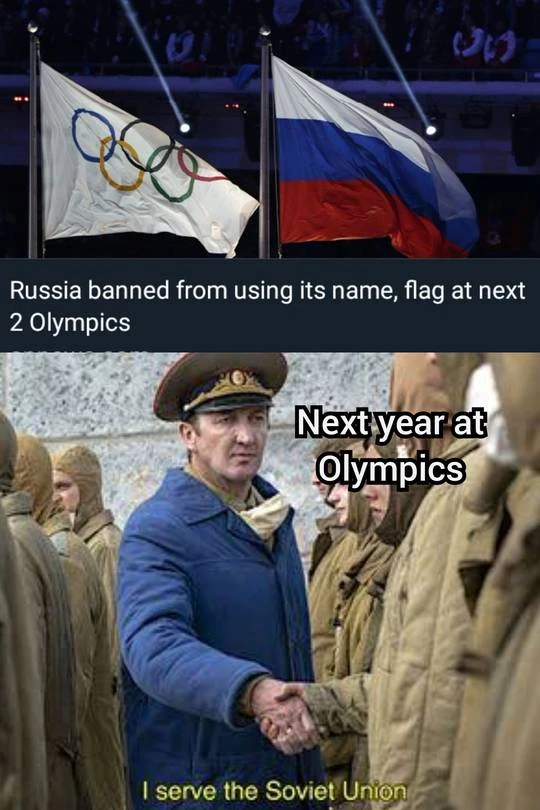 Russia banned from using its name, flag at next
2 Olympics
Next year at
Olympics
I serve the Soviet Union